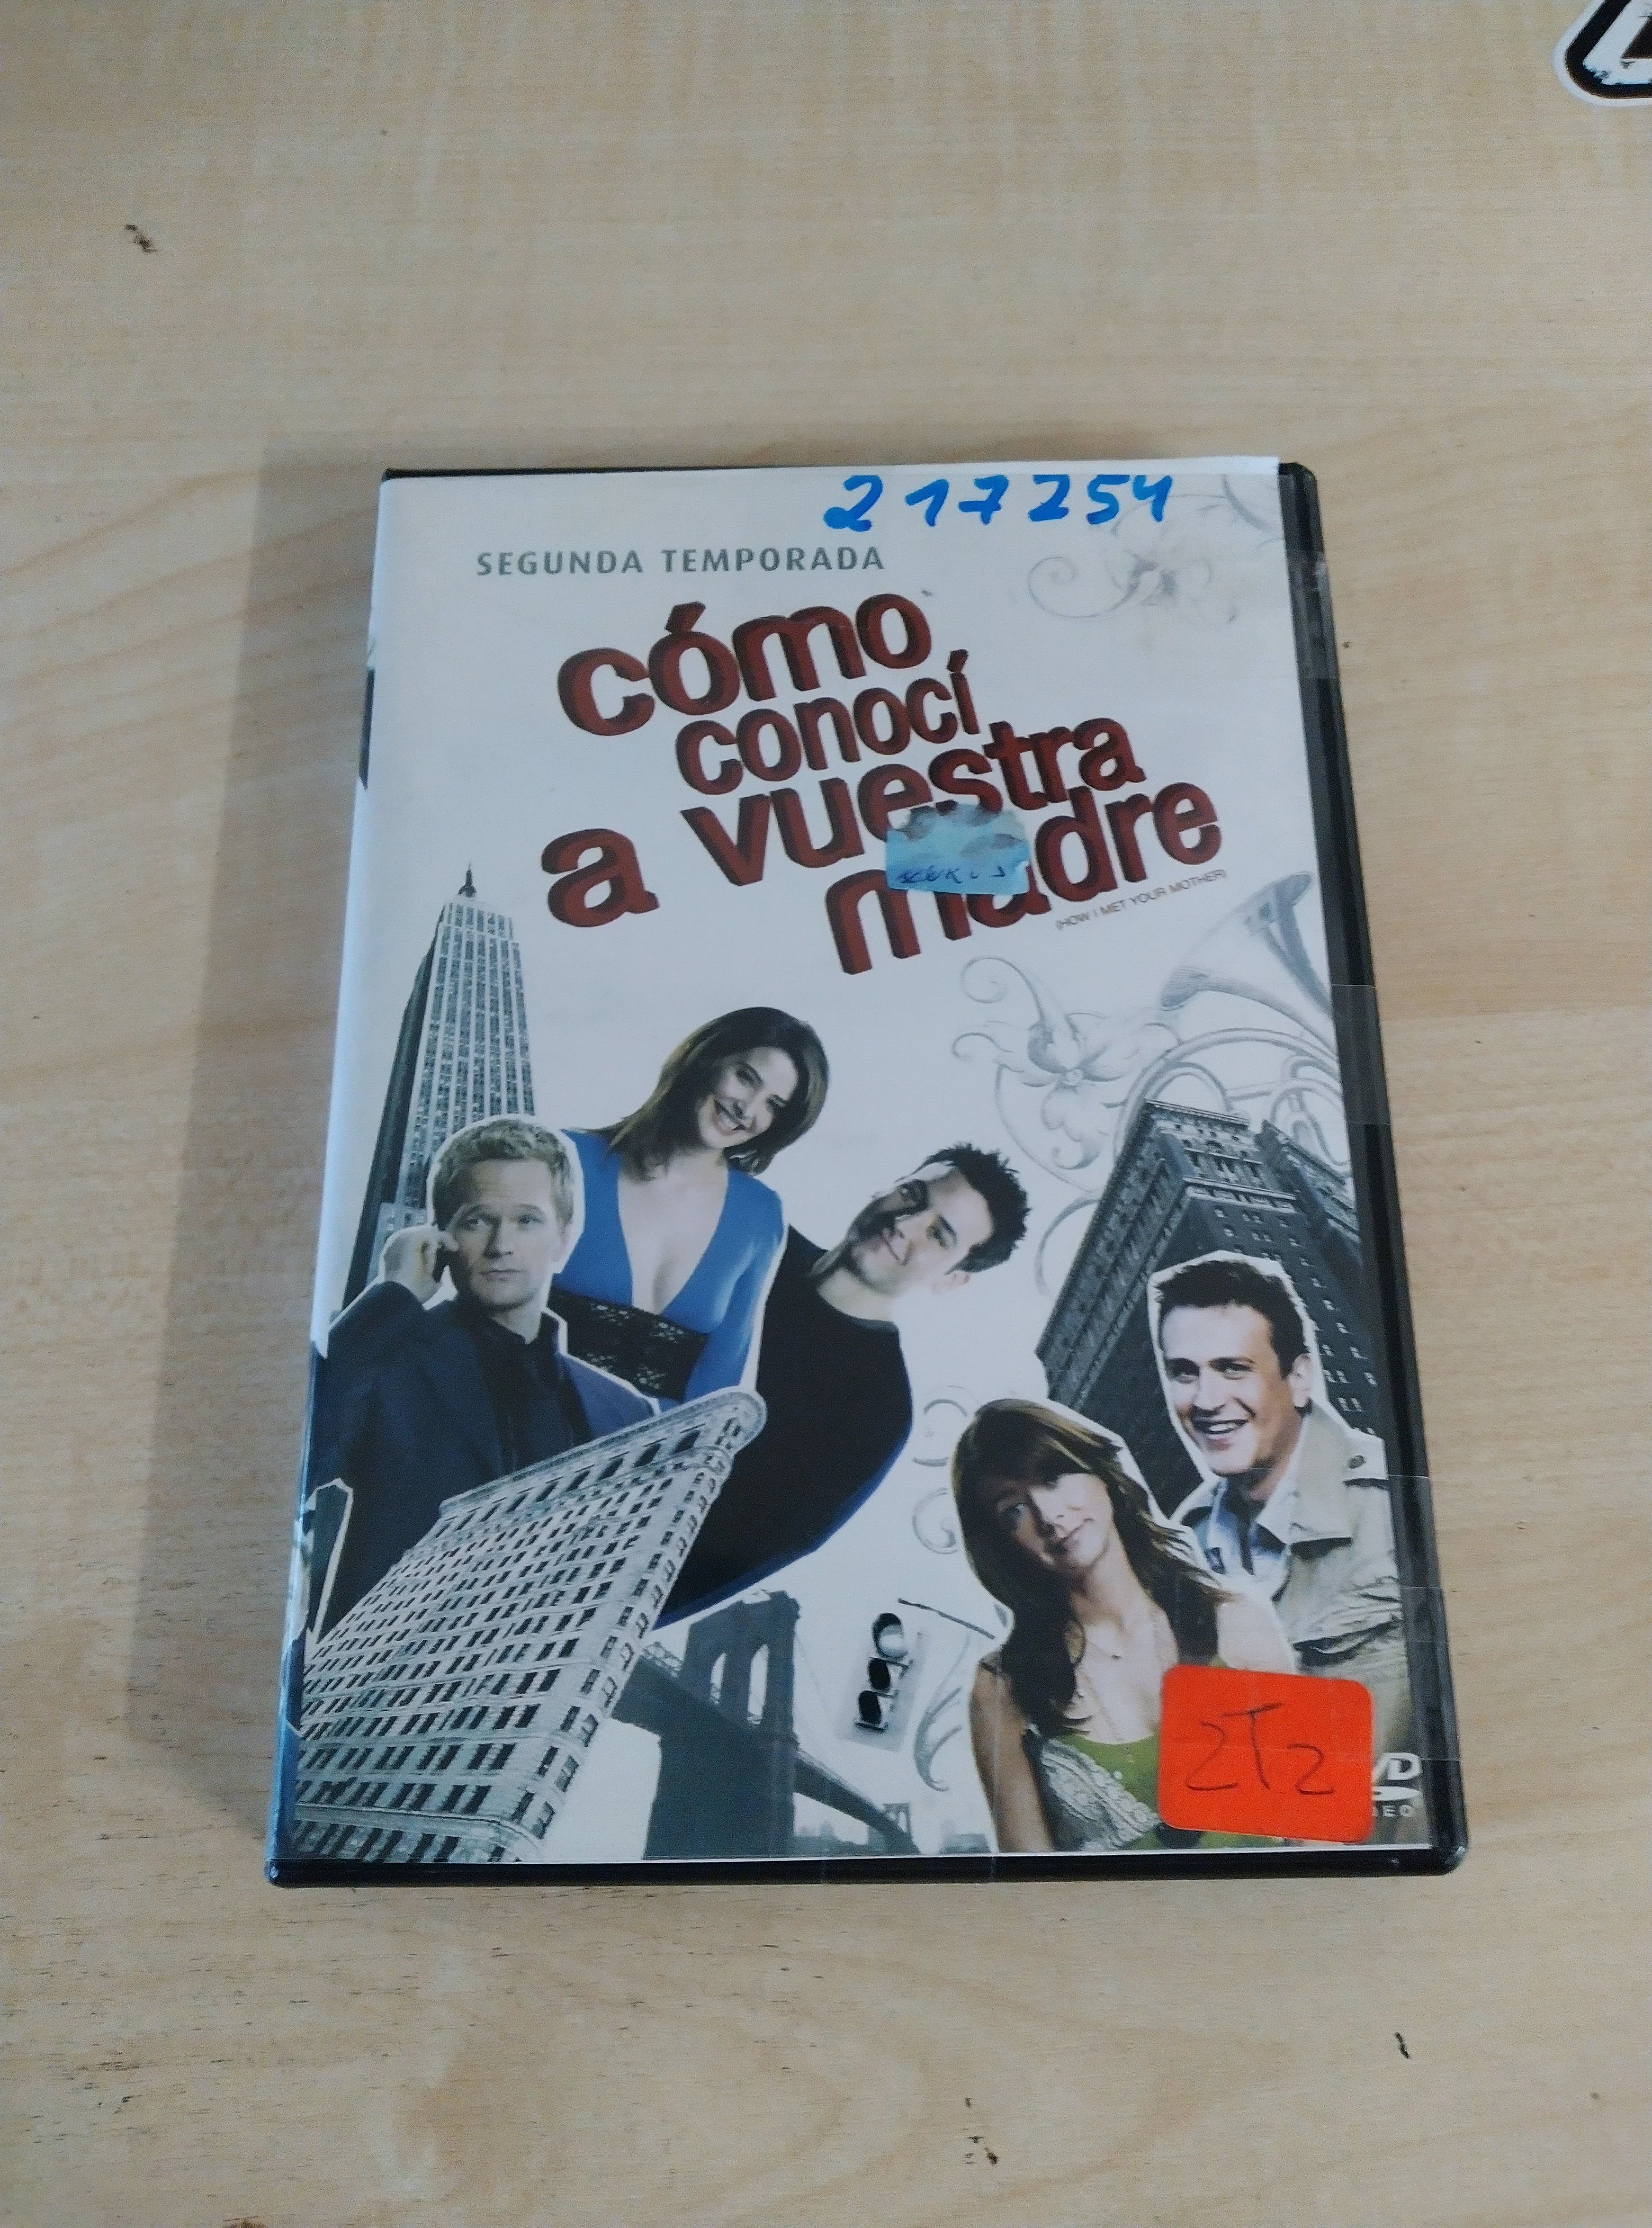 217254
SEGUNDA TEMPORADA
cómo
conocí
a vuestra
madre
(HOW I MET YOUR MOTHER)
2T2